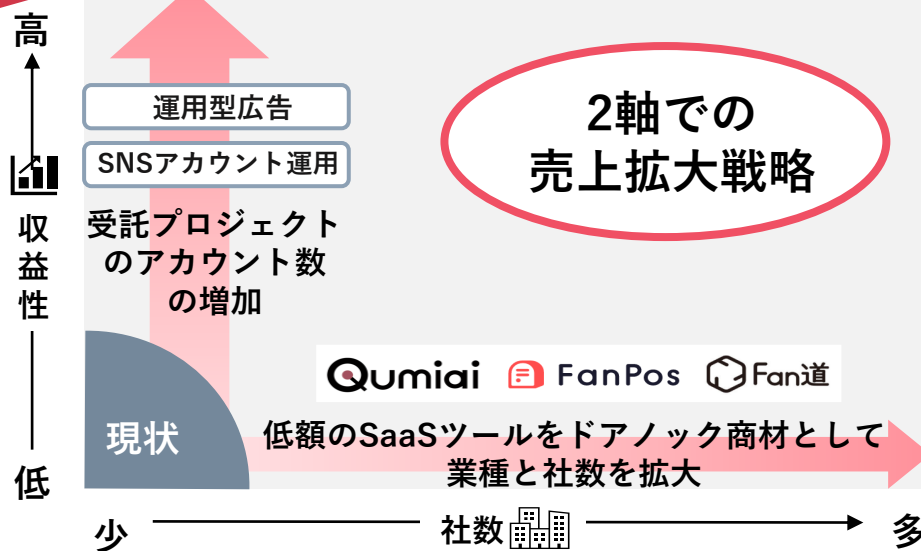 高
運用型広告
SNSアカウント運用
2軸での
売上拡大戦略
収益性
受託プロジェクト
のアカウント数
の増加
Qumiai FanPos Fan道
現状
低額のSaaSツールをドアノック商材として
業種と社数を拡大
低
少 社数 多